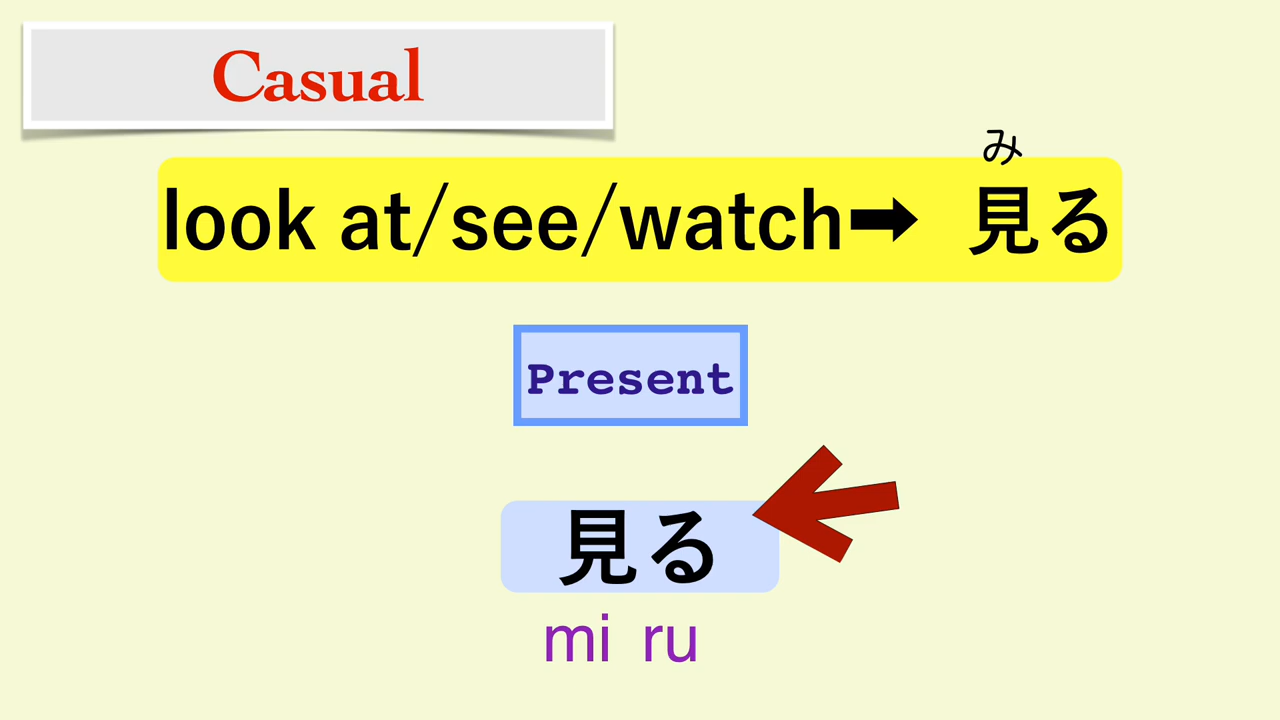 Casual
み
look at/see/watch➡ 見る
Present
見る
mi ru